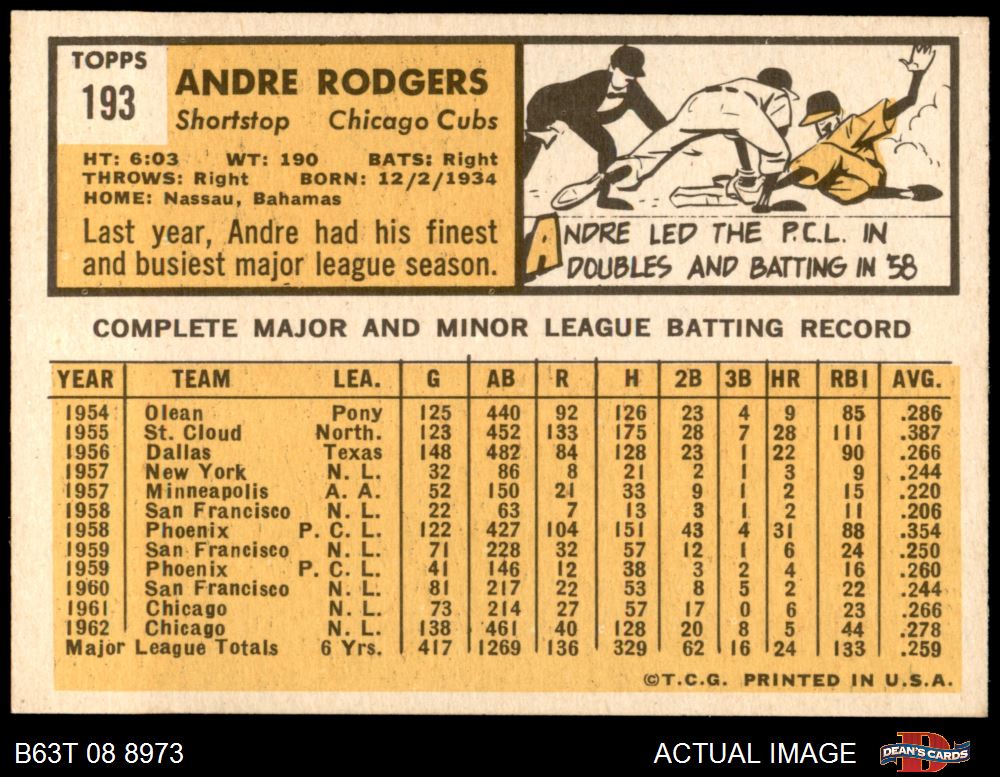 TOPPS
193
ANDRE RODGERS
Shortstop Chicago Cubs
HT: 6:03 WT: 190 BATS: Right
THROWS: Right BORN: 12/2/1934
HOME: Nassau, Bahamas
Last year, Andre had his finest
and busiest major league season.
ANDRE LED THE P.C.L. IN
DOUBLES AND BATTING IN '58
COMPLETE MAJOR AND MINOR LEAGUE BATTING RECORD
YEAR TEAM LEA. G AB R H 2B 3B HR RBI AVG.
1954 Olean Pony 125 440 92 126 23 4 9 85 .286
1955 St. Cloud North. 123 452 133 175 28 7 28 111 .387
1956 Dallas Texas 148 482 84 128 23 1 22 90 .266
1957 New York N. L. 32 86 8 21 2 1 3 9 .244
1957 Minneapolis A. A. 52 150 21 33 9 1 2 15 .220
1958 San Francisco N. L. 22 63 7 13 3 1 2 11 .206
1958 Phoenix P. C. L. 122 427 104 151 43 4 31 88 .354
1959 San Francisco N. L. 71 228 32 57 12 1 6 24 .250
1959 Phoenix P. C. L. 41 146 12 38 3 2 4 16 .260
1960 San Francisco N. L. 81 217 22 53 8 5 2 22 .244
1961 Chicago N. L. 73 214 27 57 17 0 6 23 .266
1962 Chicago N. L. 138 461 40 128 20 8 5 44 .278
Major League Totals 6 Yrs. 417 1269 136 329 62 16 24 133 .259
©T.C.G. PRINTED IN U.S.A.
B63T 08 8973
ACTUAL IMAGE
DEAN'S CARDS